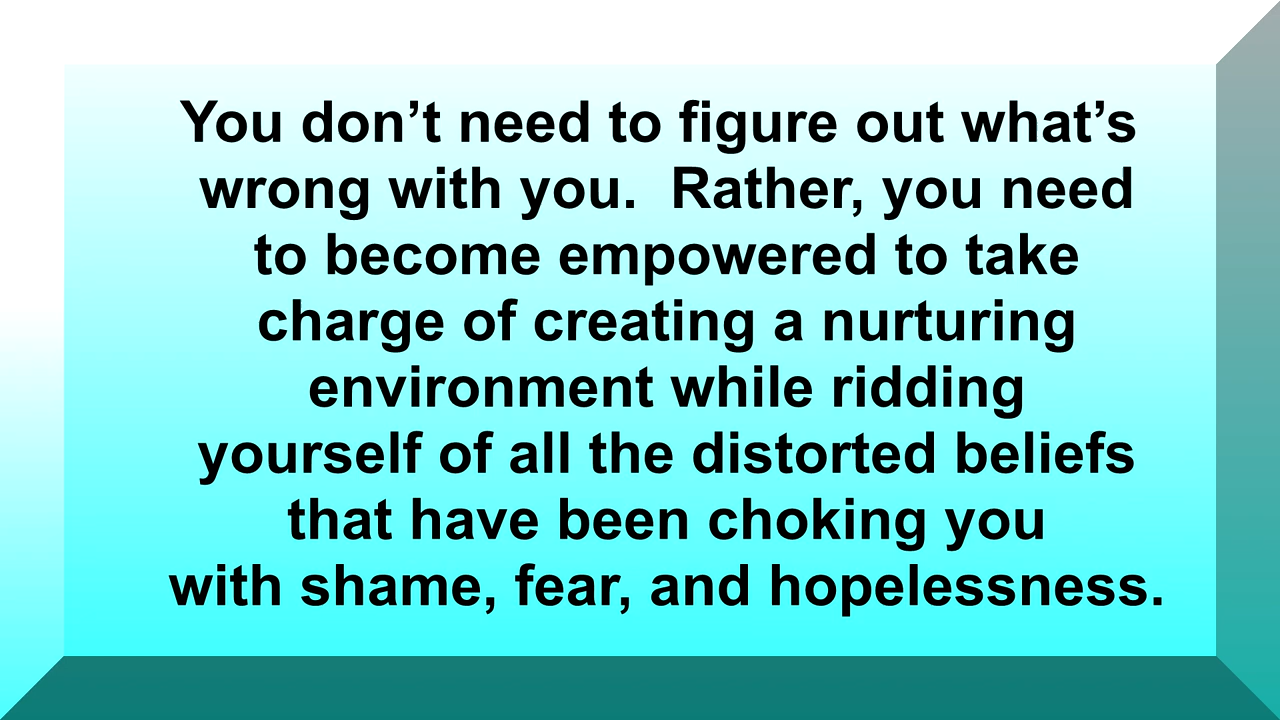 You don’t need to figure out what’s
wrong with you.  Rather, you need
to become empowered to take
charge of creating a nurturing
environment while ridding
yourself of all the distorted beliefs
that have been choking you
with shame, fear, and hopelessness.